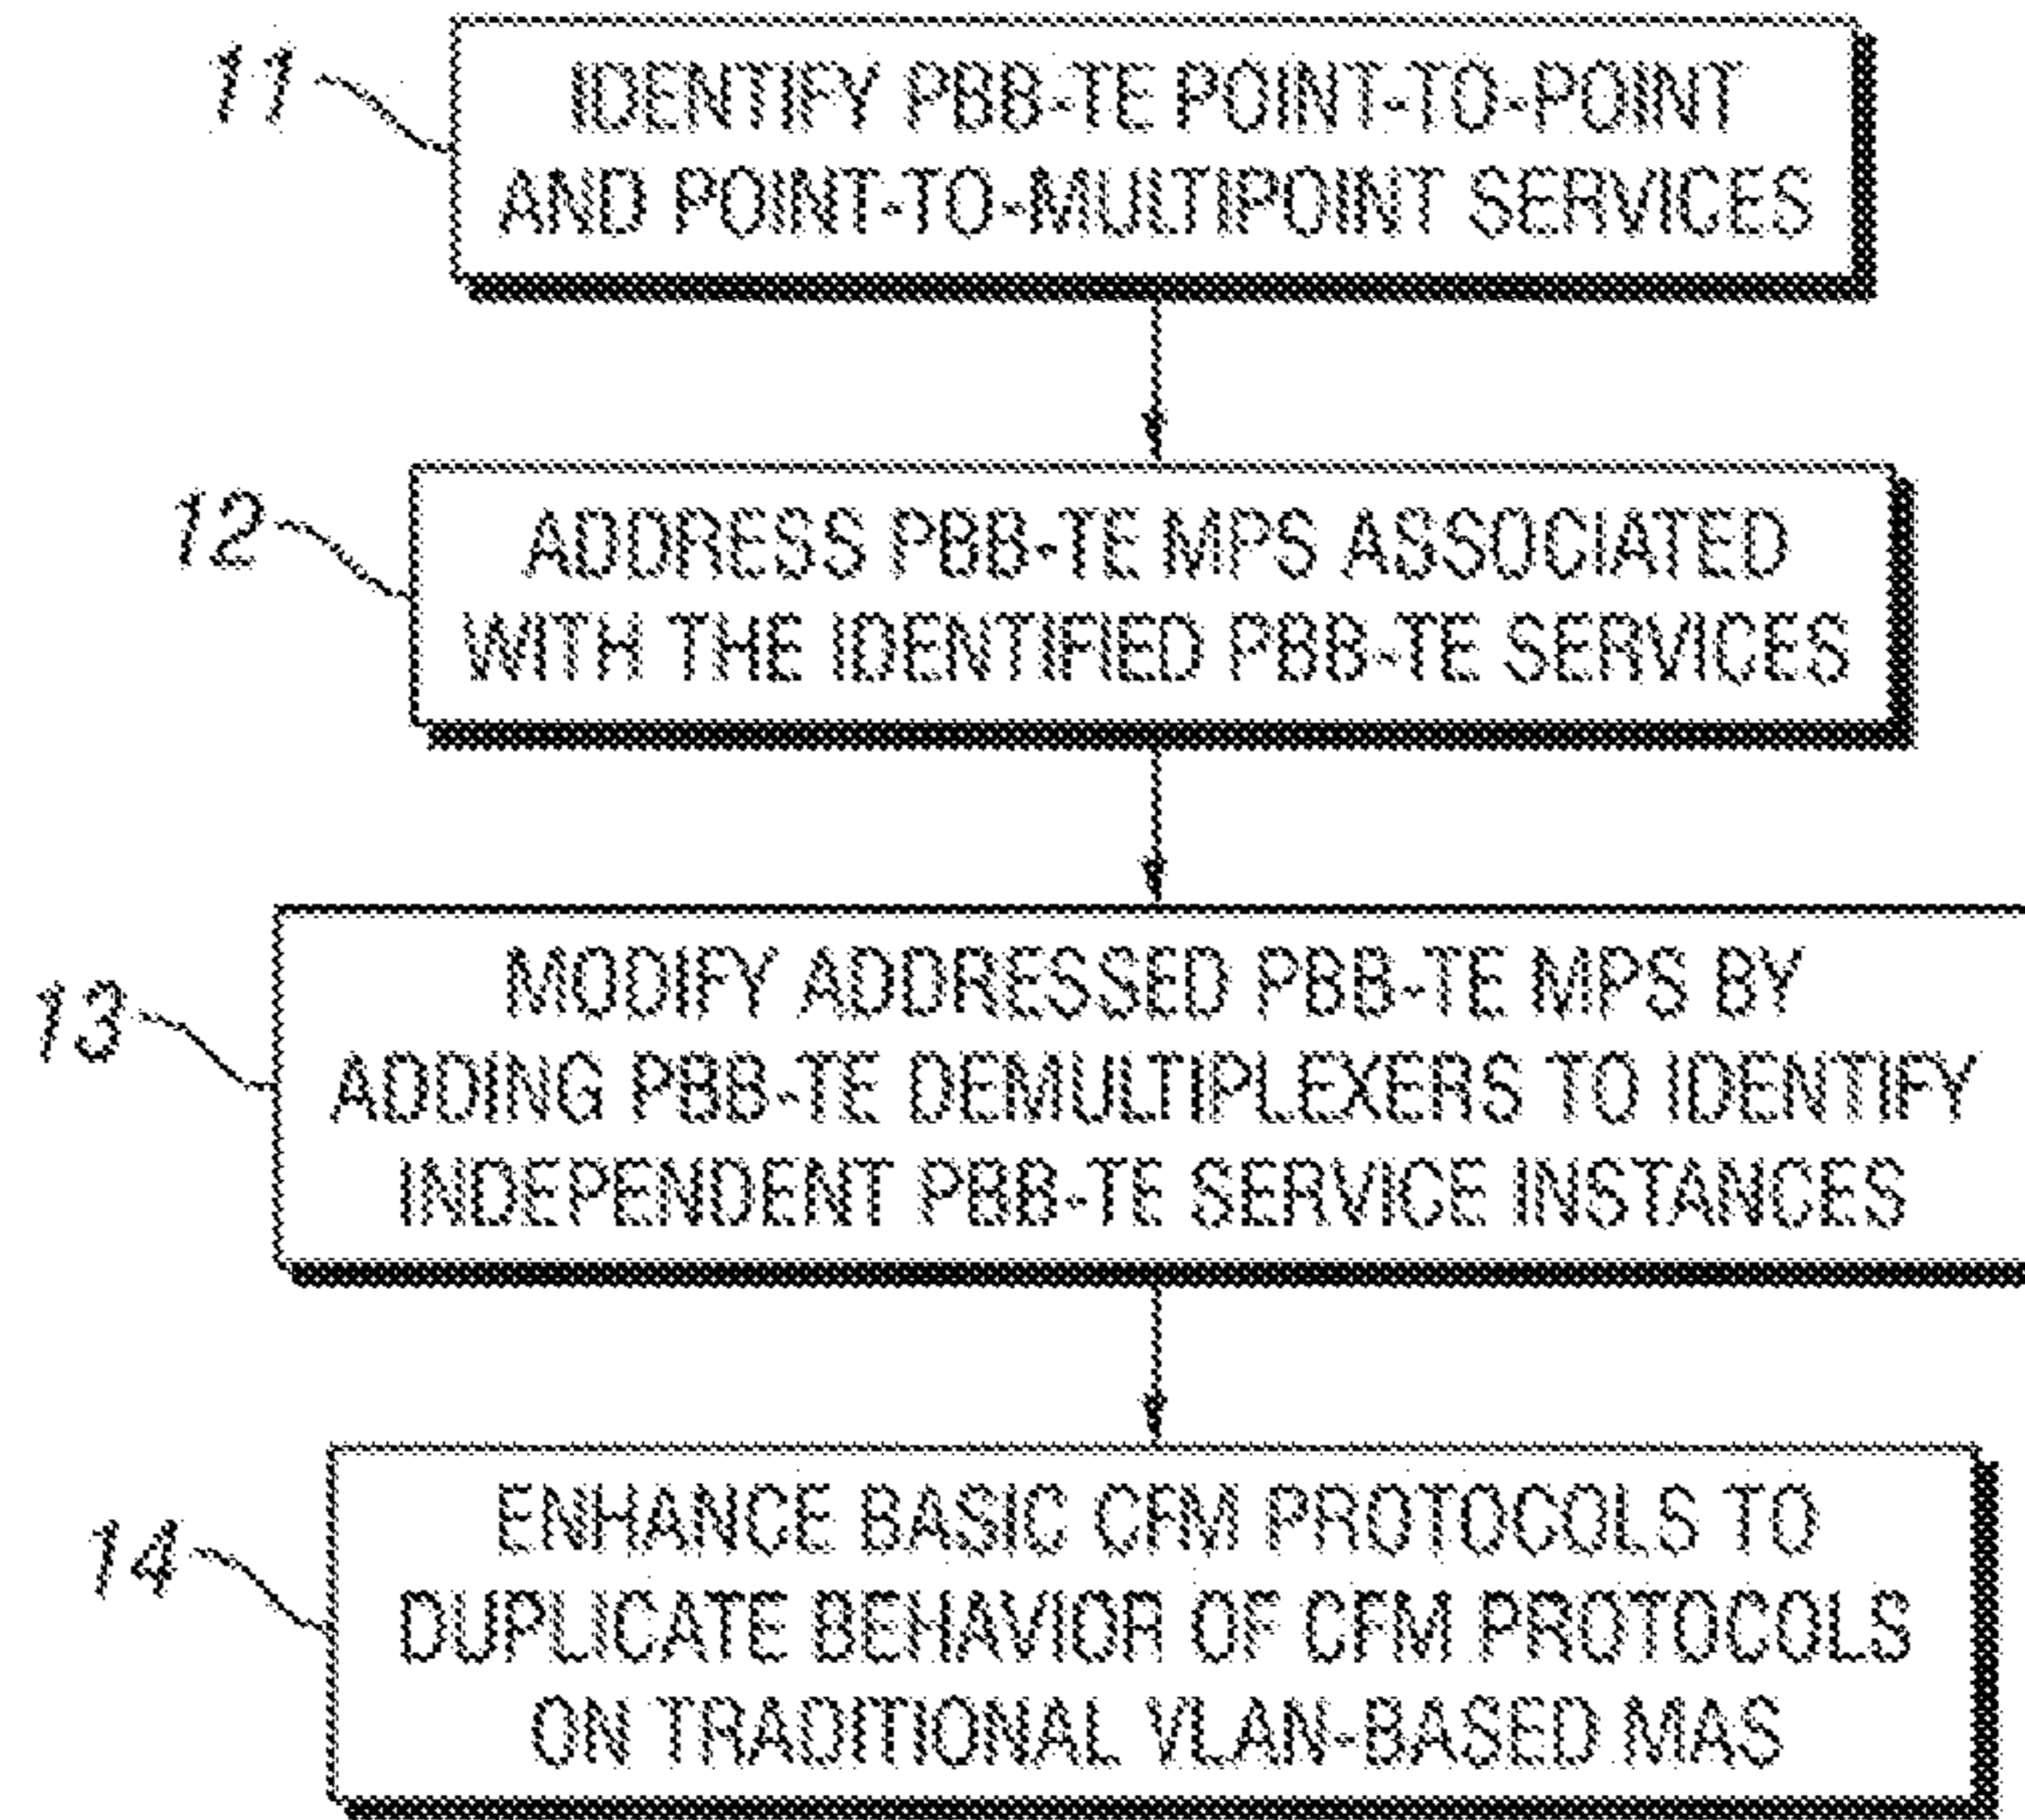 11
IDENTIFY PBB-TE POINT-TO-POINT
AND POINT-TO-MULTIPOINT SERVICES
12
ADDRESS PBB-TE MPS ASSOCIATED
WITH THE IDENTIFIED PBB-TE SERVICES
13
MODIFY ADDRESSED PBB-TE MPS BY
ADDING PBB-TE DEMULTIPLEXERS TO IDENTIFY
INDEPENDENT PBB-TE SERVICE INSTANCES
14
ENHANCE BASIC CFM PROTOCOLS TO
DUPLICATE BEHAVIOR OF CFM PROTOCOLS
ON TRADITIONAL VLAN-BASED MAS